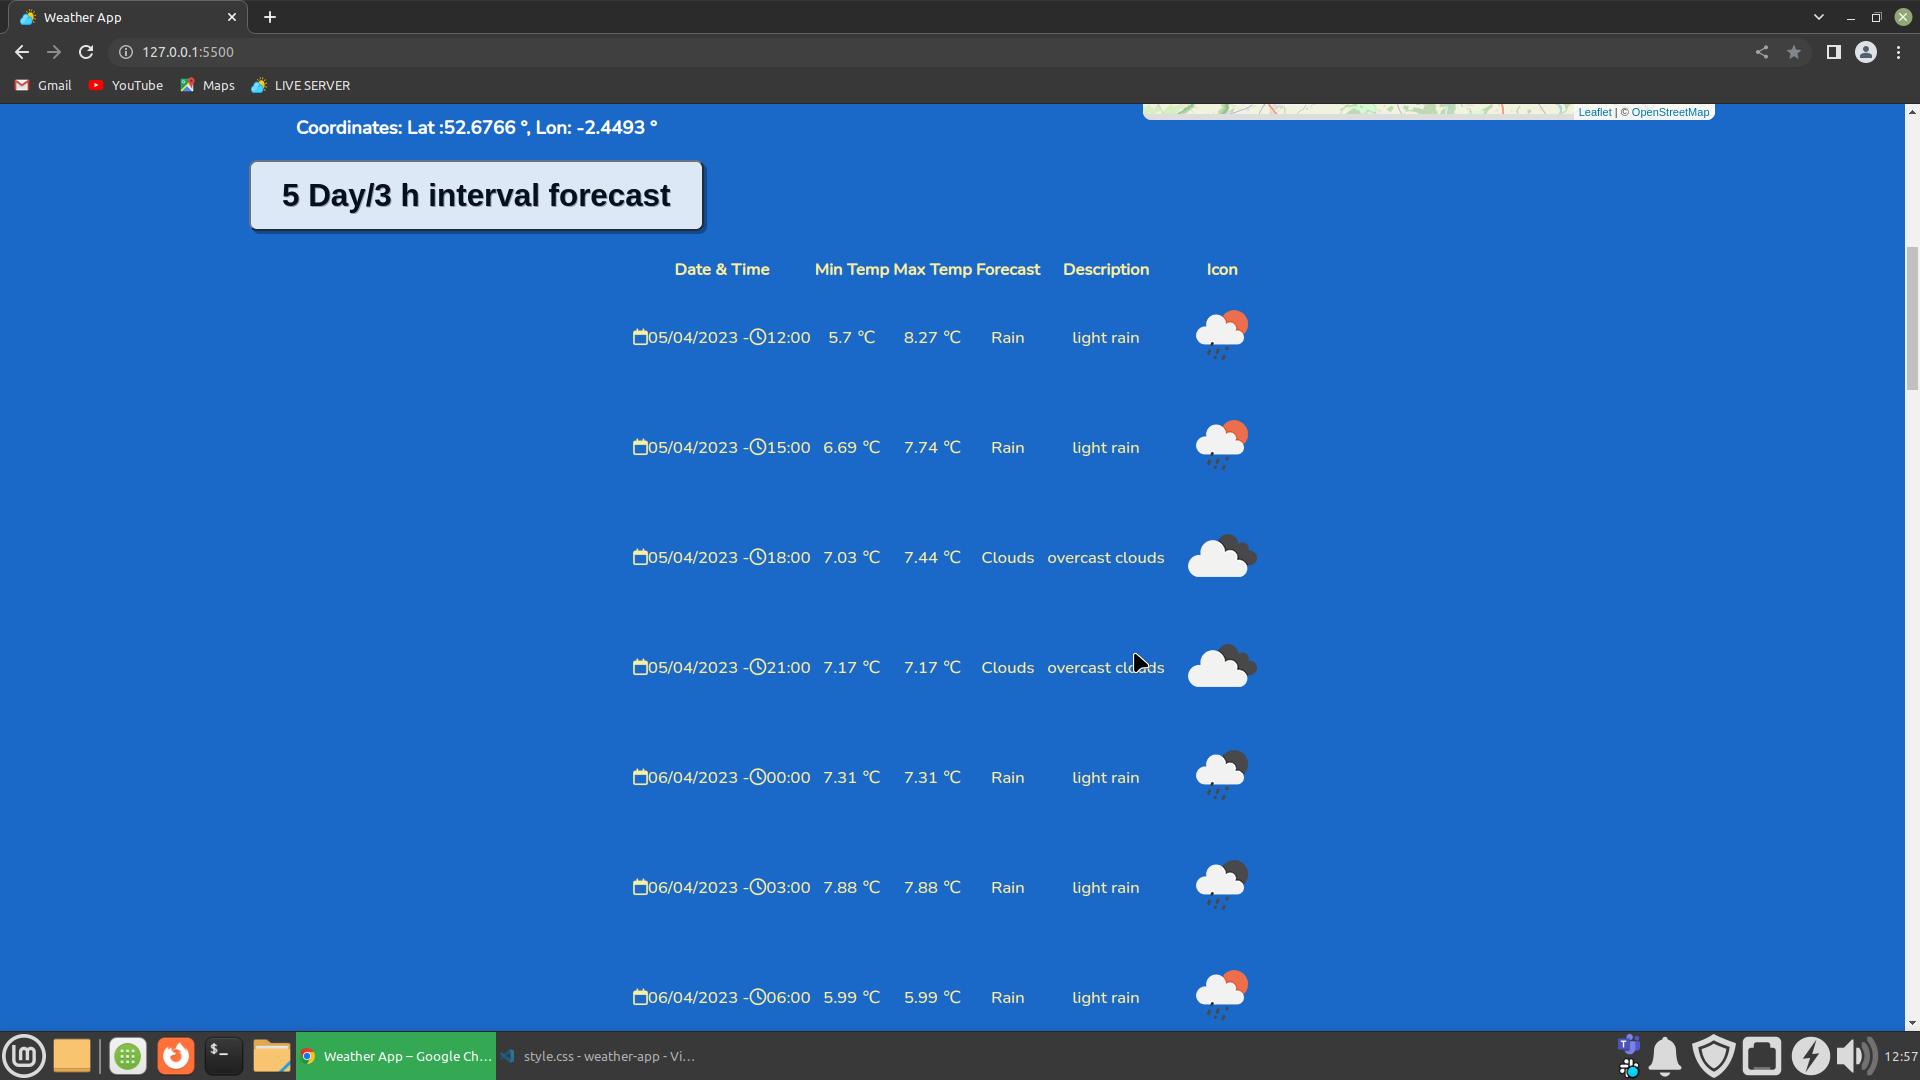 Weather App
127.0.0.1:5500
Gmail YouTube Maps LIVE SERVER
Leaflet | © OpenStreetMap
Coordinates: Lat :52.6766 °, Lon: -2.4493 °
5 Day/3 h interval forecast
Date & Time Min Temp Max Temp Forecast Description Icon
05/04/2023 -12:00 5.7 ℃ 8.27 ℃ Rain light rain
05/04/2023 -15:00 6.69 ℃ 7.74 ℃ Rain light rain
05/04/2023 -18:00 7.03 ℃ 7.44 ℃ Clouds overcast clouds
05/04/2023 -21:00 7.17 ℃ 7.17 ℃ Clouds overcast clouds
06/04/2023 -00:00 7.31 ℃ 7.31 ℃ Rain light rain
06/04/2023 -03:00 7.88 ℃ 7.88 ℃ Rain light rain
06/04/2023 -06:00 5.99 ℃ 5.99 ℃ Rain light rain
Weather App – Google Ch... style.css - weather-app - Vi... 12:57